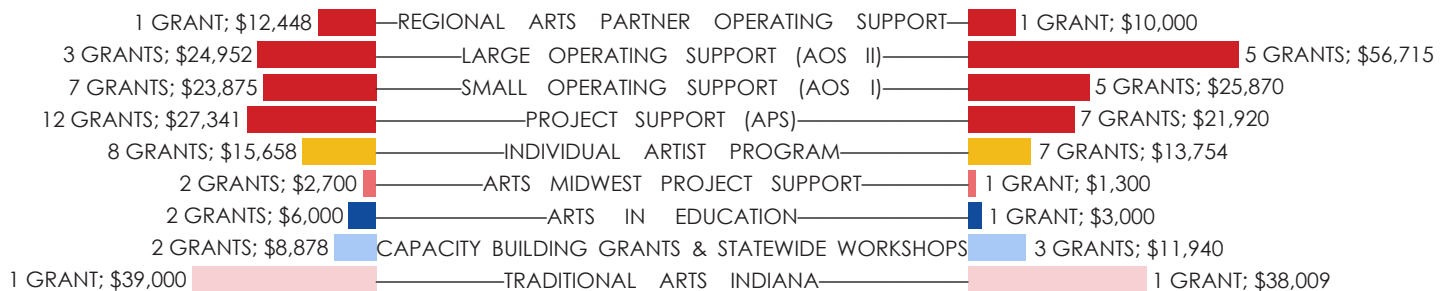 1 GRANT; $12,448 REGIONAL ARTS PARTNER OPERATING SUPPORT 1 GRANT; $10,000
3 GRANTS; $24,952 LARGE OPERATING SUPPORT (AOS II) 5 GRANTS; $56,715
7 GRANTS; $23,875 SMALL OPERATING SUPPORT (AOS I) 5 GRANTS; $25,870
12 GRANTS; $27,341 PROJECT SUPPORT (APS) 7 GRANTS; $21,920
8 GRANTS; $15,658 INDIVIDUAL ARTIST PROGRAM 7 GRANTS; $13,754
2 GRANTS; $2,700 ARTS MIDWEST PROJECT SUPPORT 1 GRANT; $1,300
2 GRANTS; $6,000 ARTS IN EDUCATION 1 GRANT; $3,000
2 GRANTS; $8,878 CAPACITY BUILDING GRANTS & STATEWIDE WORKSHOPS 3 GRANTS; $11,940
1 GRANT; $39,000 TRADITIONAL ARTS INDIANA 1 GRANT; $38,009